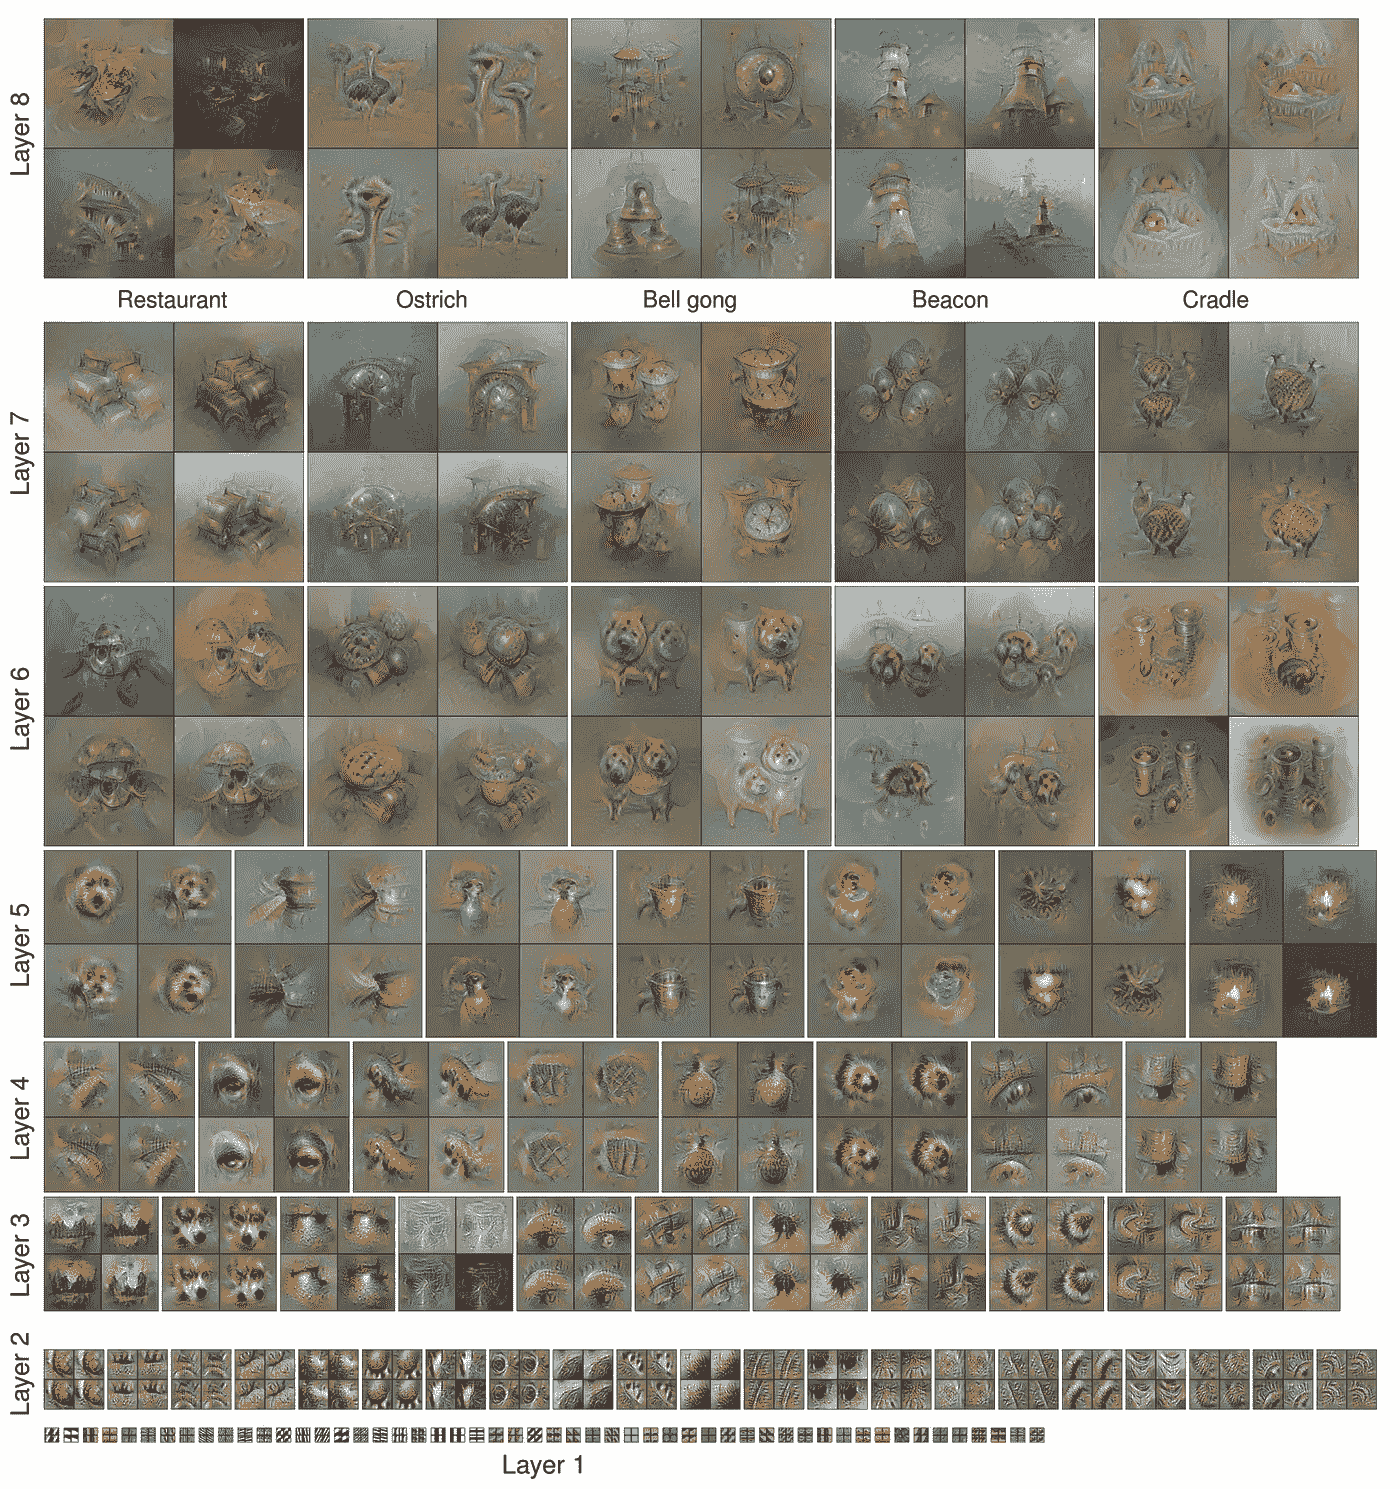 Layer 8
Restaurant
Ostrich
Bell gong
Beacon
Cradle
Layer 7
Layer 6
Layer 5
Layer 4
Layer 3
Layer 2
Layer 1